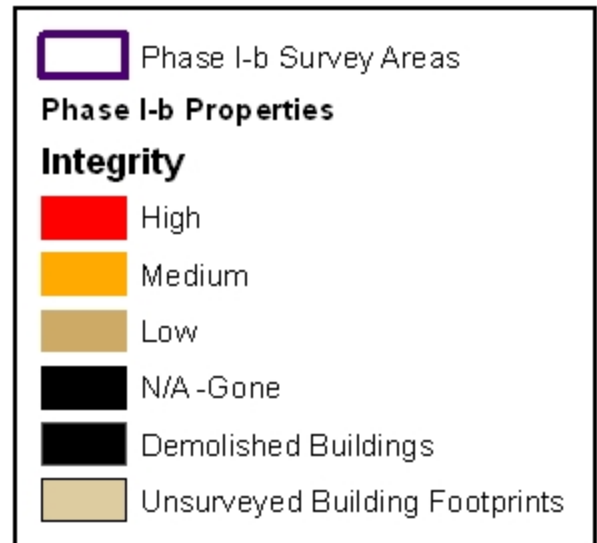 Phase I-b Survey Areas
Phase I-b Properties
Integrity
High
Medium
Low
N/A -Gone
Demolished Buildings
Unsurveyed Building Footprints